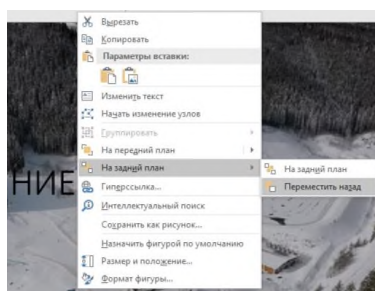 Вырезать
Копировать
Параметры вставки:
Изменить текст
Начать изменение узлов
Группировать
На передний план
На задний план
На задний план
НИЕ
Гиперссылка...
Переместить назад
Интеллектуальный поиск
Сохранить как рисунок...
Назначить фигурой по умолчанию
Размер и положение...
Формат фигуры...